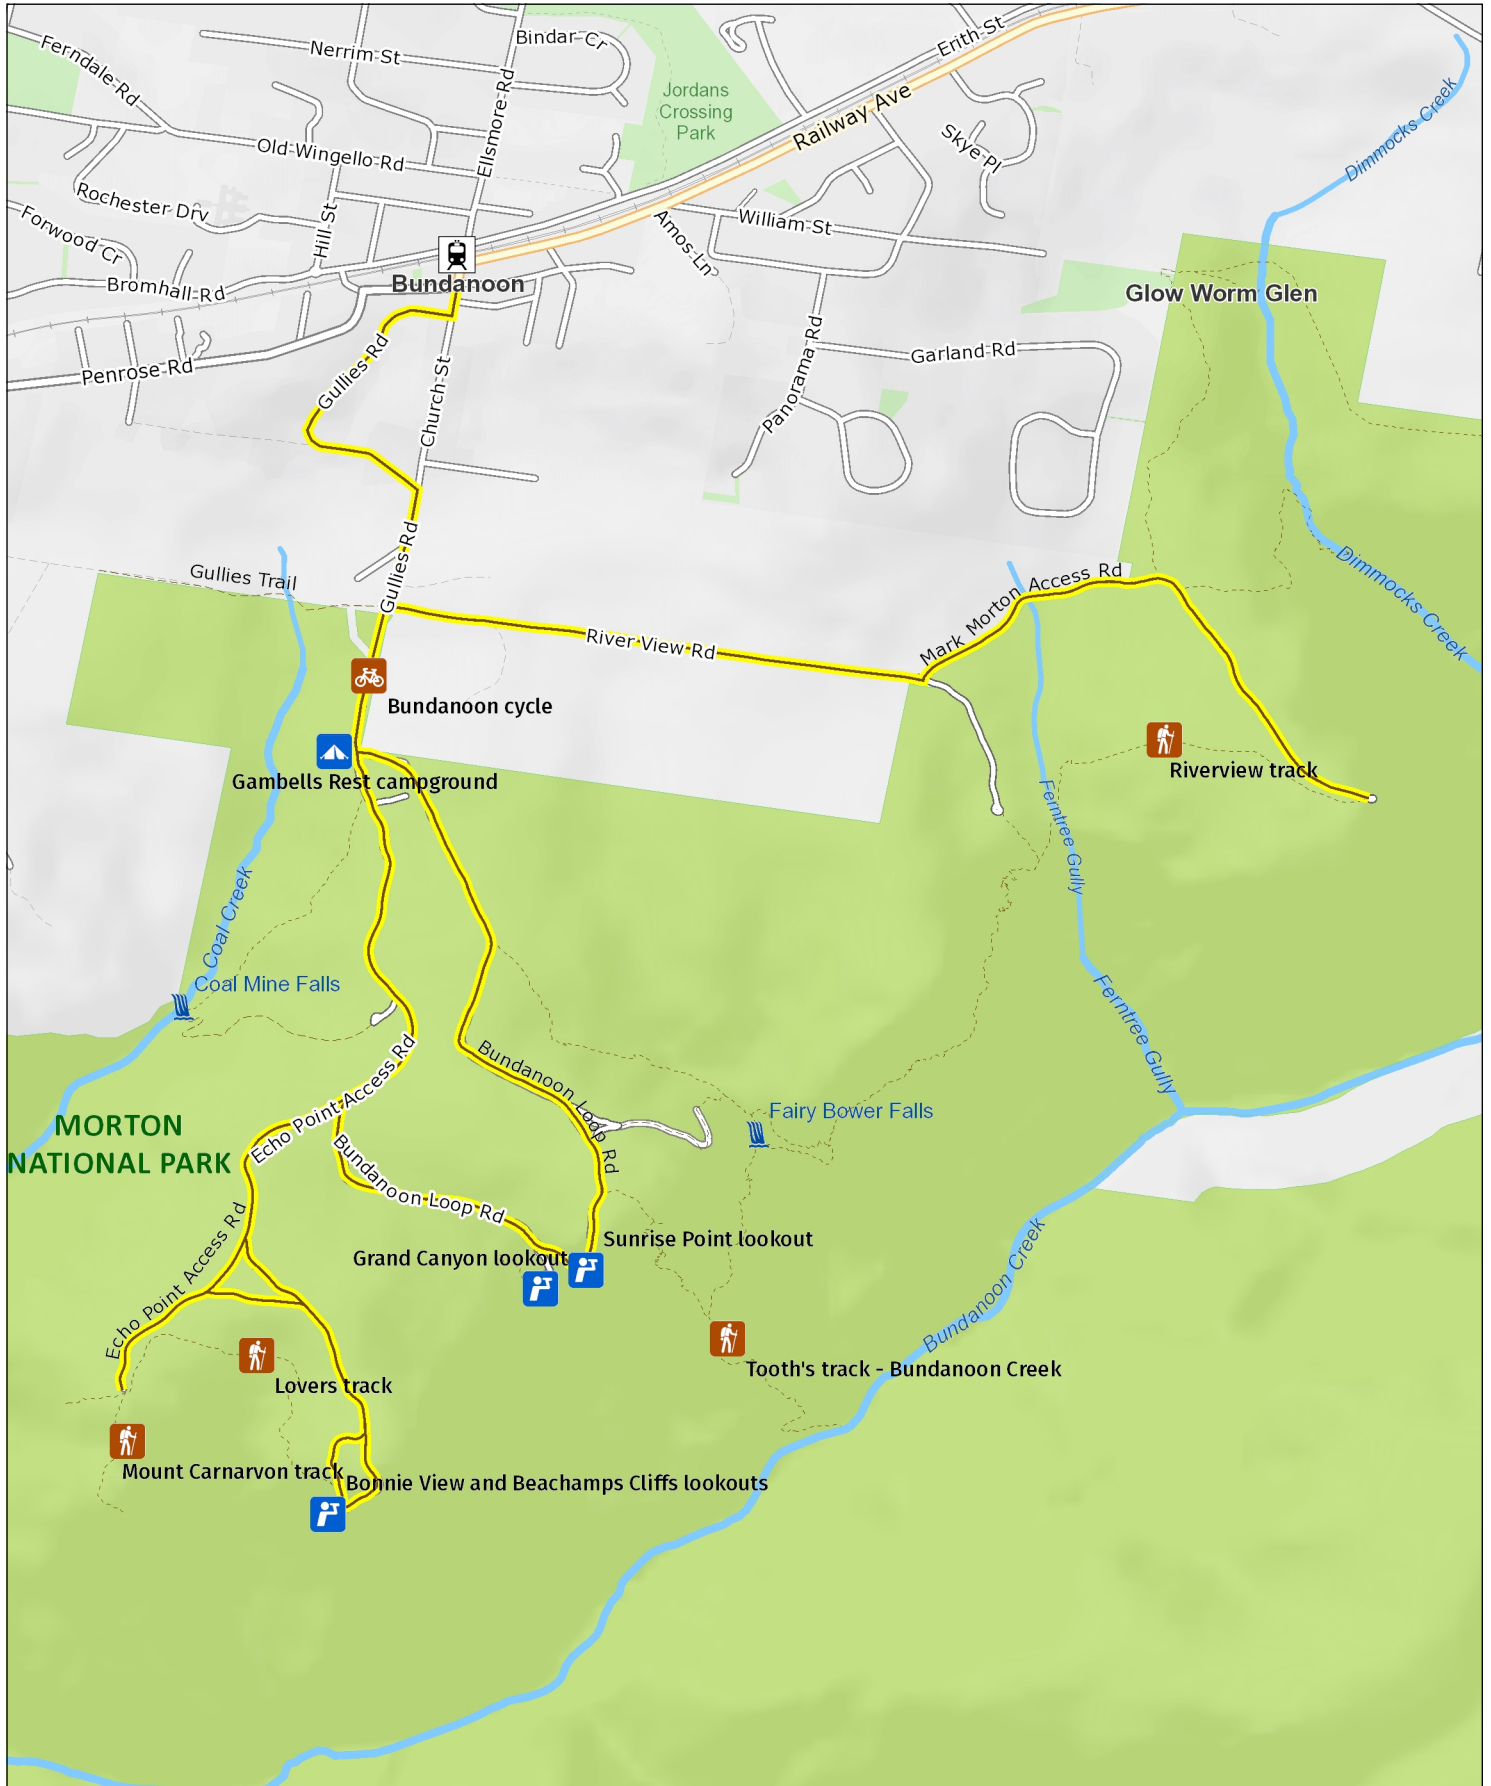 Ferndale Rd
Nerrim St
Bindar Cr
Erith St
Jordans
Crossing
Park
Railway Ave
Ellsmore Rd
Old Wingello Rd
Skye Pl
Dimmocks Creek
Rochester Drv
Forwood Cr
Hill St
Amos Ln
William St
Bromhall Rd
Bundanoon
Glow Worm Glen
Penrose Rd
Gullies Rd
Church St
Panorama Rd
Garland Rd
Gullies Rd
Gullies Trail
Dimmocks Creek
River View Rd
Mark Morton Access Rd
Bundanoon cycle
Riverview track
Gambells Rest campground
Ferntree Gully
Coal Creek
Coal Mine Falls
Ferntree Gully
Echo Point Access Rd
Bundanoon Loop Rd
Fairy Bower Falls
MORTON
NATIONAL PARK
Bundanoon Loop Rd
Echo Point Access Rd
Sunrise Point lookout
Grand Canyon lookout
Bundanoon Creek
Tooth's track - Bundanoon Creek
Lovers track
Mount Carnarvon track
Bonnie View and Beachamps Cliffs lookouts